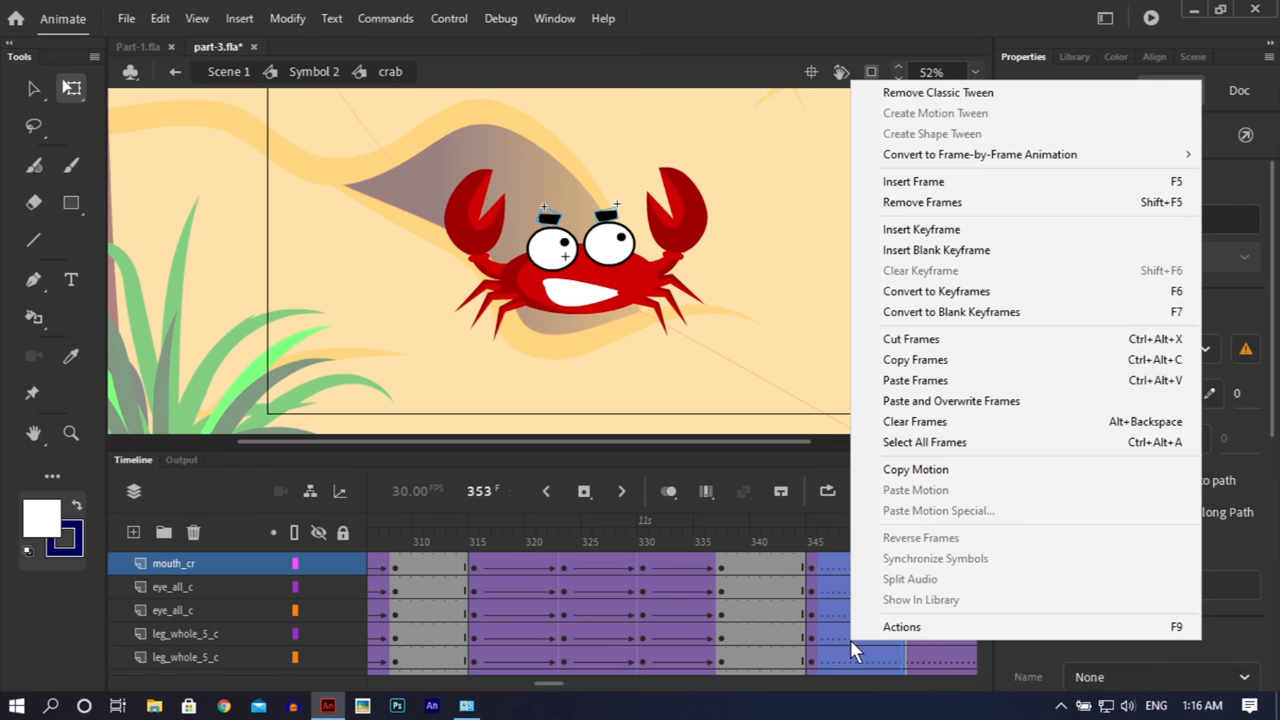 Animate File Edit View Insert Modify Text Commands Control Debug Window Help
Tools Part-1.fla part-3.fla* Properties Library Color Align Scene
Scene 1 Symbol 2 crab 52% Doc
Remove Classic Tween
Create Motion Tween
Create Shape Tween
Convert to Frame-by-Frame Animation
Insert Frame F5
Remove Frames Shift+F5
Insert Keyframe
Insert Blank Keyframe
Clear Keyframe Shift+F6
Convert to Keyframes F6
Convert to Blank Keyframes F7
Cut Frames Ctrl+Alt+X
Copy Frames Ctrl+Alt+C
Paste Frames Ctrl+Alt+V
Paste and Overwrite Frames
Clear Frames Alt+Backspace
Select All Frames Ctrl+Alt+A
Copy Motion
Paste Motion
Paste Motion Special...
Reverse Frames
Synchronize Symbols
Split Audio
Show In Library
Actions F9
0
0
to path
long Path
Timeline Output
30.00 FPS 353 F
11s
310 315 320 325 330 335 340 345
mouth_cr
eye_all_c
eye_all_c
leg_whole_5_c
leg_whole_5_c
Name None
An Ps An ENG 1:16 AM